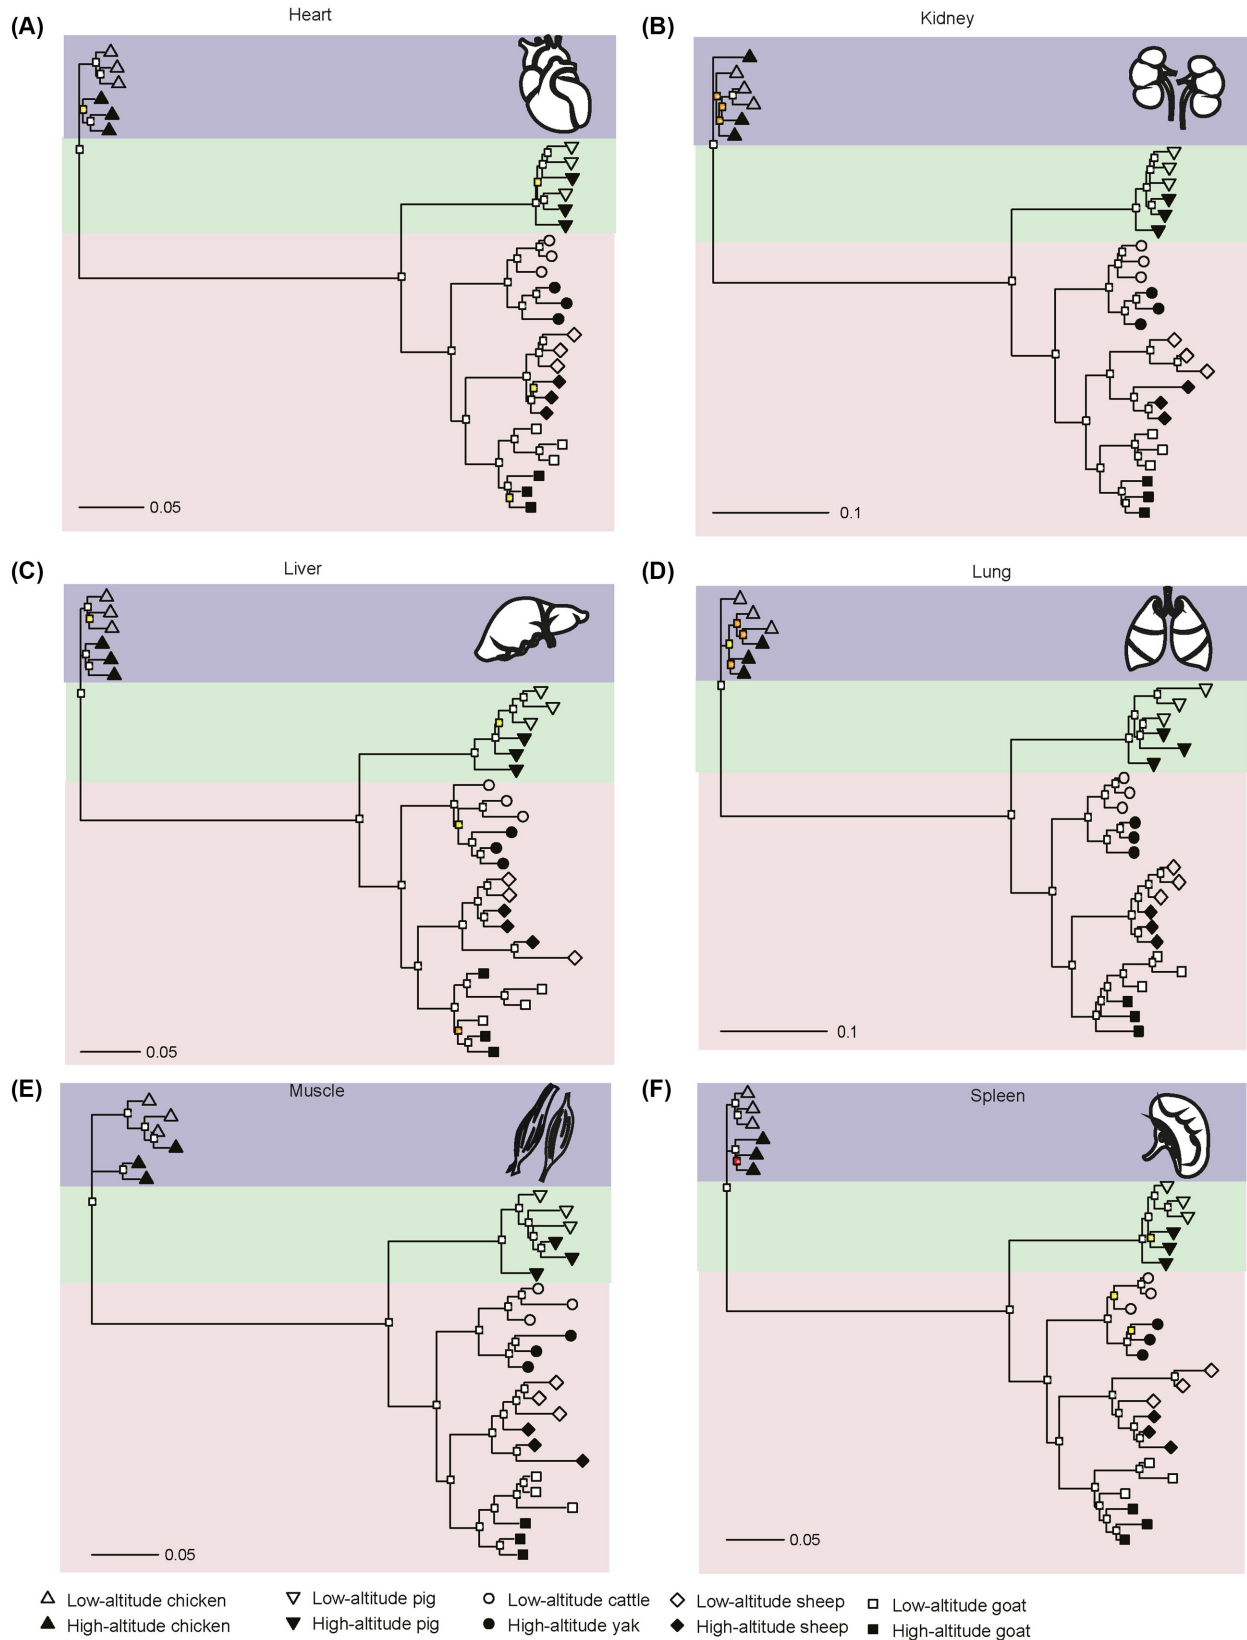 (A) Heart
(B) Kidney
0.05
0.1
(C) Liver
(D) Lung
0.05
0.1
(E) Muscle
(F) Spleen
0.05
0.05
Low-altitude chicken Low-altitude pig Low-altitude cattle Low-altitude sheep Low-altitude goat
High-altitude chicken High-altitude pig High-altitude yak High-altitude sheep High-altitude goat